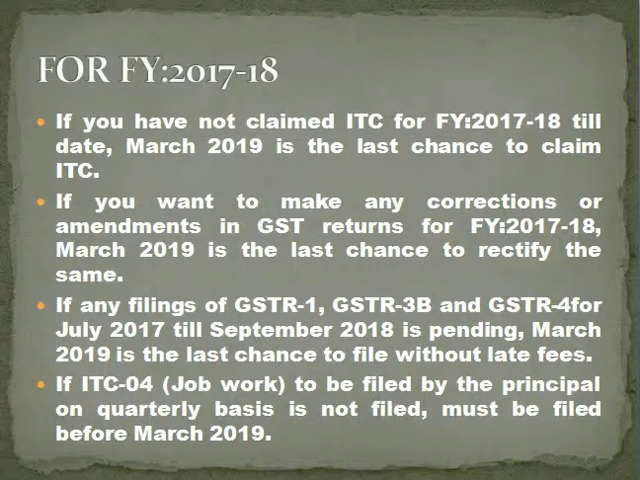 FOR FY:2017-18
• If you have not claimed ITC for FY:2017-18 till
date, March 2019 is the last chance to claim
ITC.
• If you want to make any corrections or
amendments in GST returns for FY:2017-18,
March 2019 is the last chance to rectify the
same.
• If any filings of GSTR-1, GSTR-3B and GSTR-4for
July 2017 till September 2018 is pending, March
2019 is the last chance to file without late fees.
• If ITC-04 (Job work) to be filed by the principal
on quarterly basis is not filed, must be filed
before March 2019.